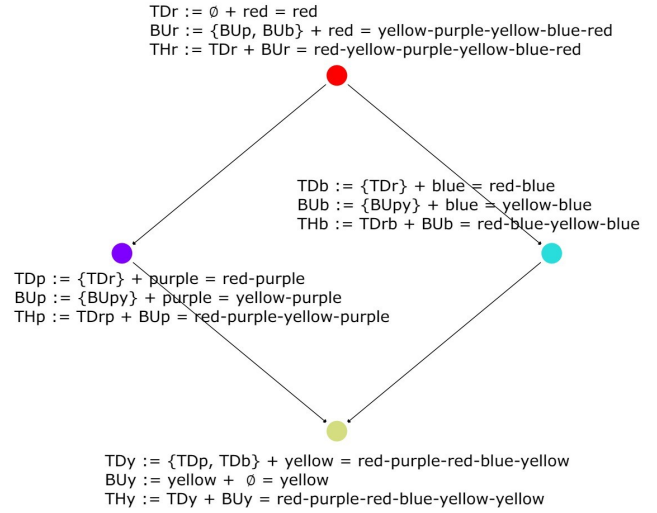 TDr := ∅ + red = red
BUr := {BUp, BUb} + red = yellow-purple-yellow-blue-red
THr := TDr + BUr = red-yellow-purple-yellow-blue-red
TDb := {TDr} + blue = red-blue
BUb := {BUpy} + blue = yellow-blue
THb := TDrb + BUb = red-blue-yellow-blue
TDp := {TDr} + purple = red-purple
BUp := {BUpy} + purple = yellow-purple
THp := TDrp + BUp = red-purple-yellow-purple
TDy := {TDp, TDb} + yellow = red-purple-red-blue-yellow
BUy := yellow + ∅ = yellow
THy := TDy + BUy = red-purple-red-blue-yellow-yellow